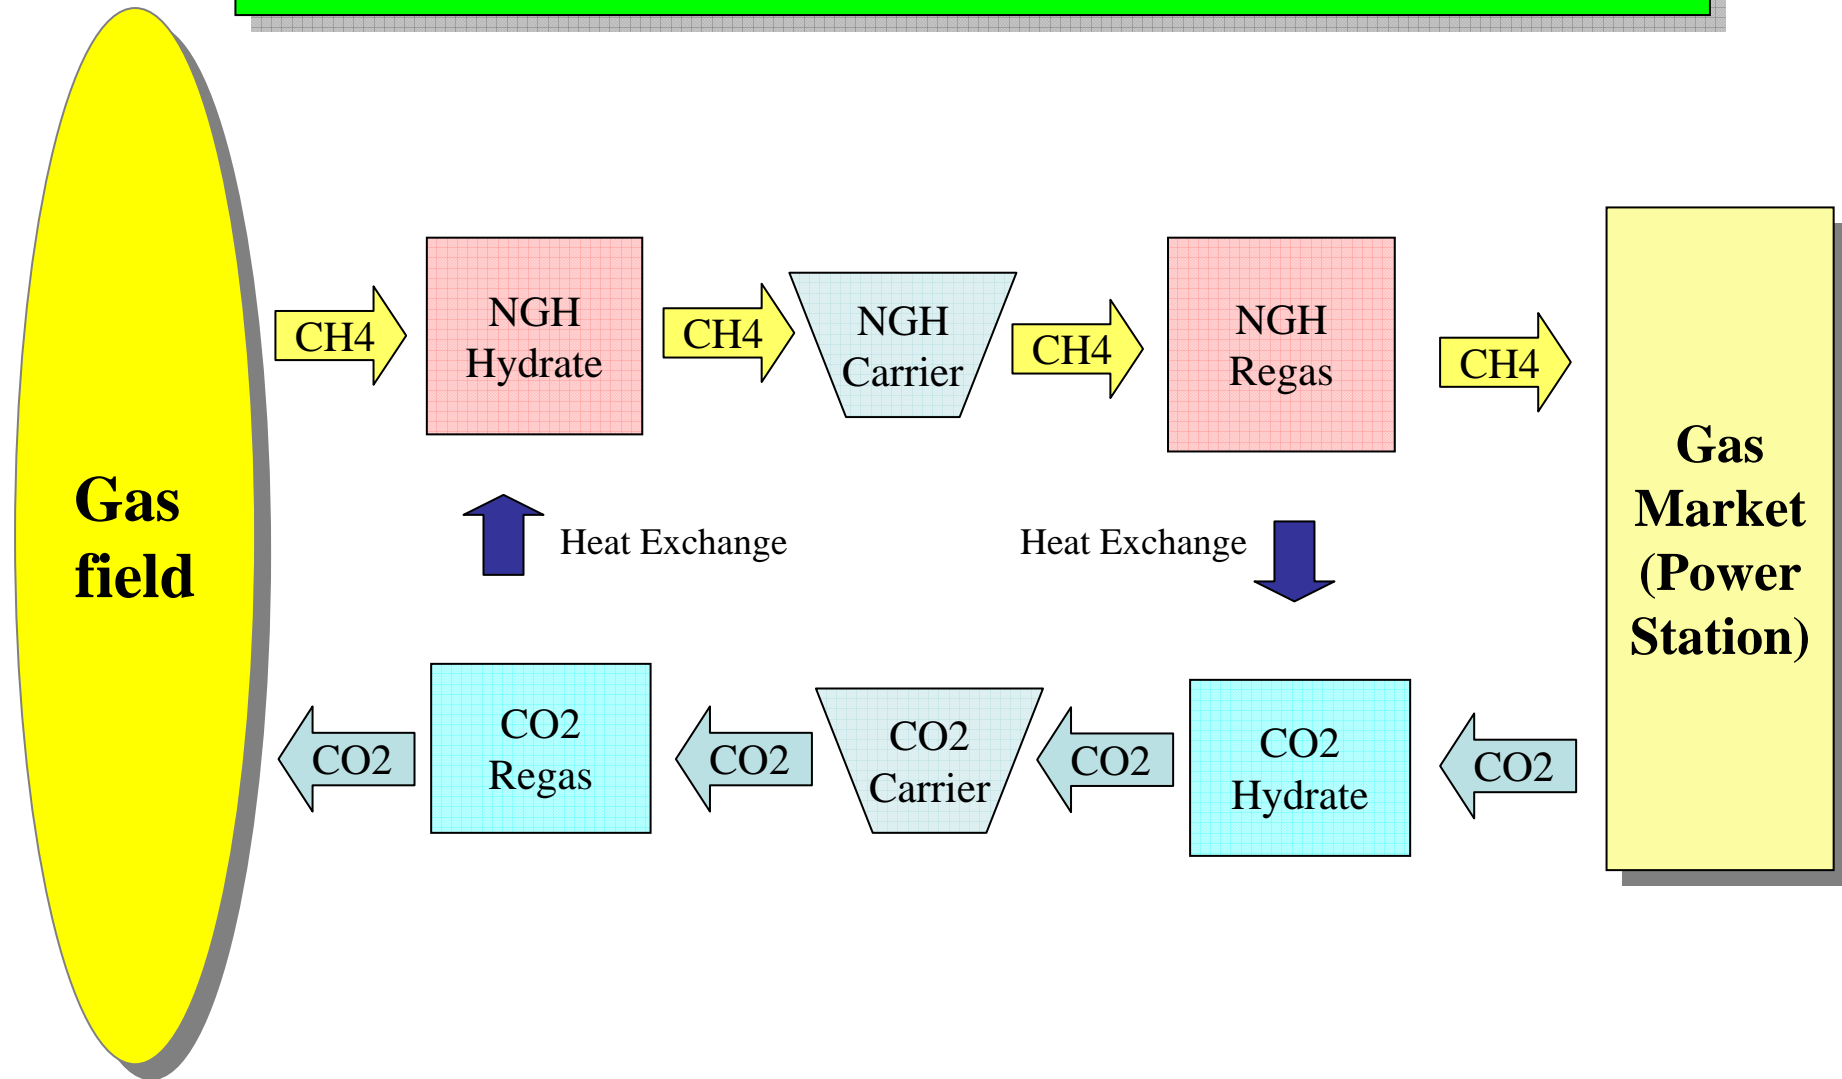 Gas
field
CH4
NGH
Hydrate
CH4
NGH
Carrier
CH4
NGH
Regas
CH4
Heat Exchange
Heat Exchange
Gas
Market
(Power
Station)
CO2
CO2
Regas
CO2
CO2
Carrier
CO2
CO2
Hydrate
CO2